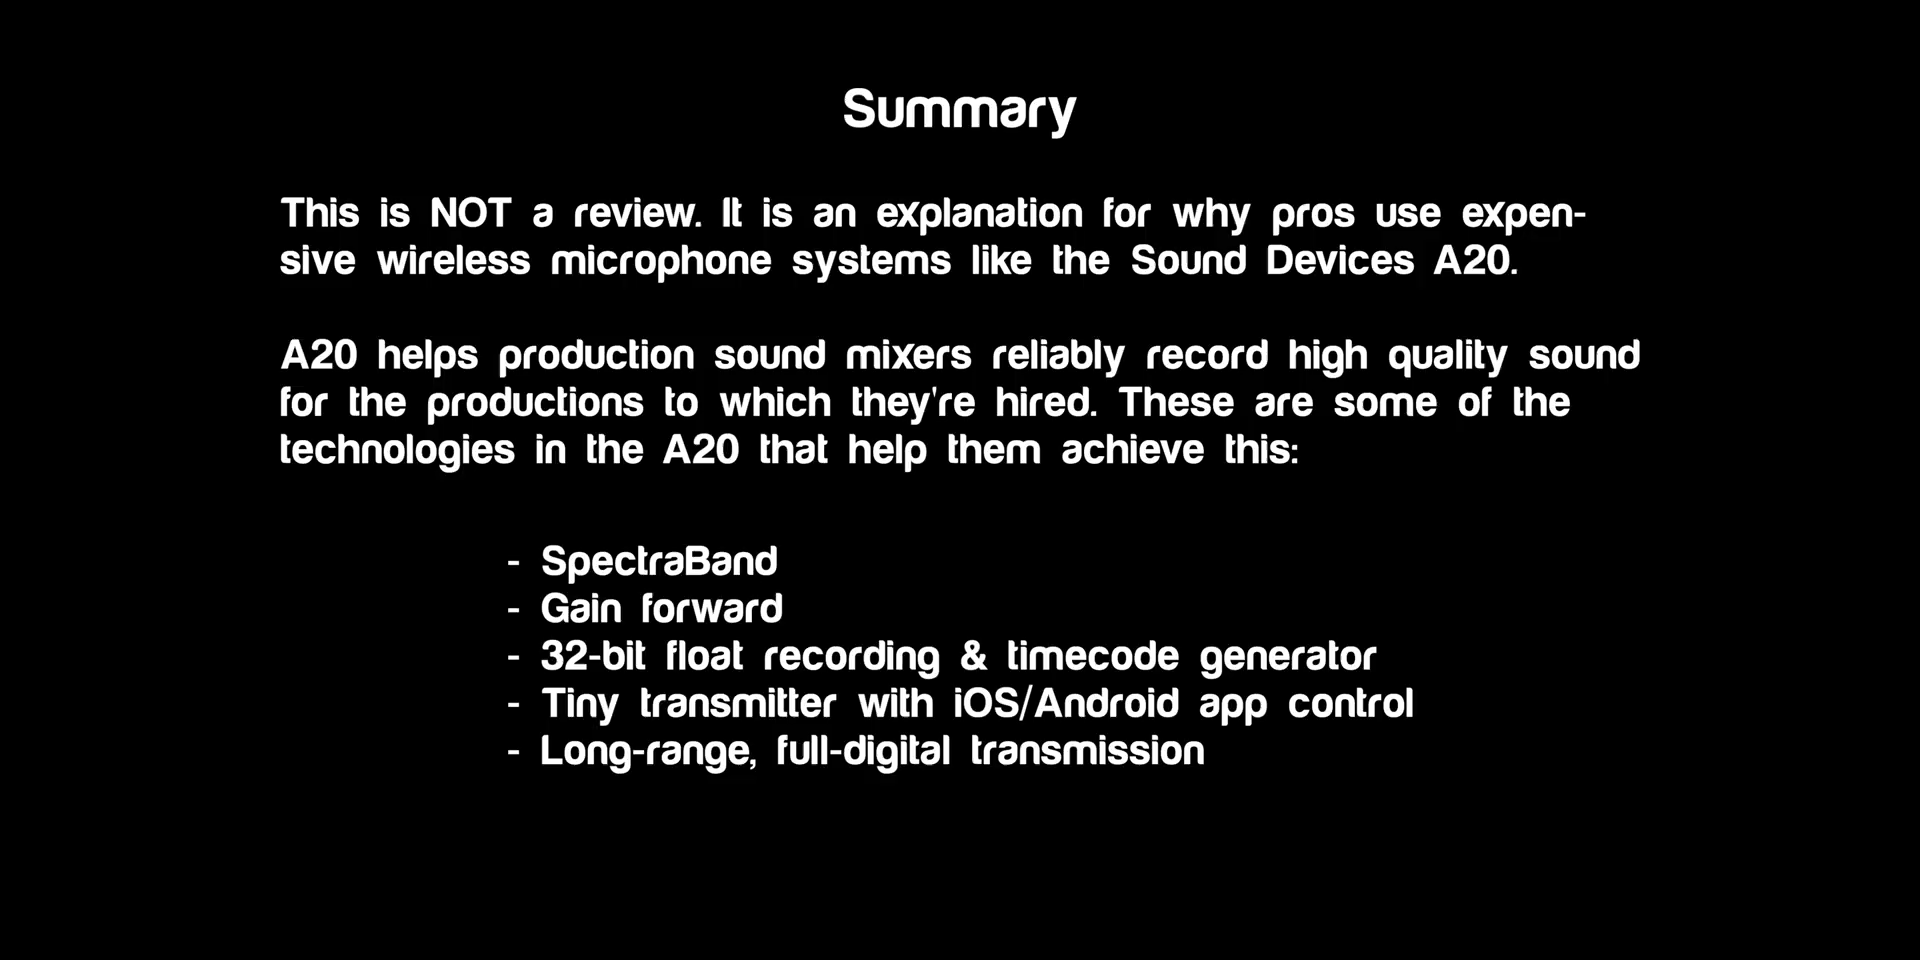 Summary
This is NOT a review. It is an explanation for why pros use expen-
sive wireless microphone systems like the Sound Devices A20.
A20 helps production sound mixers reliably record high quality sound
for the productions to which they're hired. These are some of the
technologies in the A20 that help them achieve this:
- SpectraBand
- Gain forward
- 32-bit float recording & timecode generator
- Tiny transmitter with iOS/Android app control
- Long-range, full-digital transmission